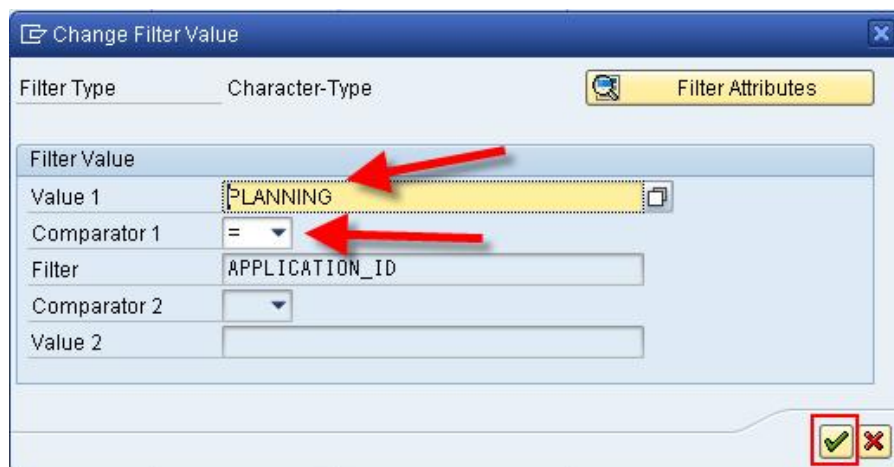 Change Filter Value
Filter Type Character-Type Filter Attributes
Filter Value
Value 1 PLANNING
Comparator 1 =
Filter APPLICATION_ID
Comparator 2
Value 2